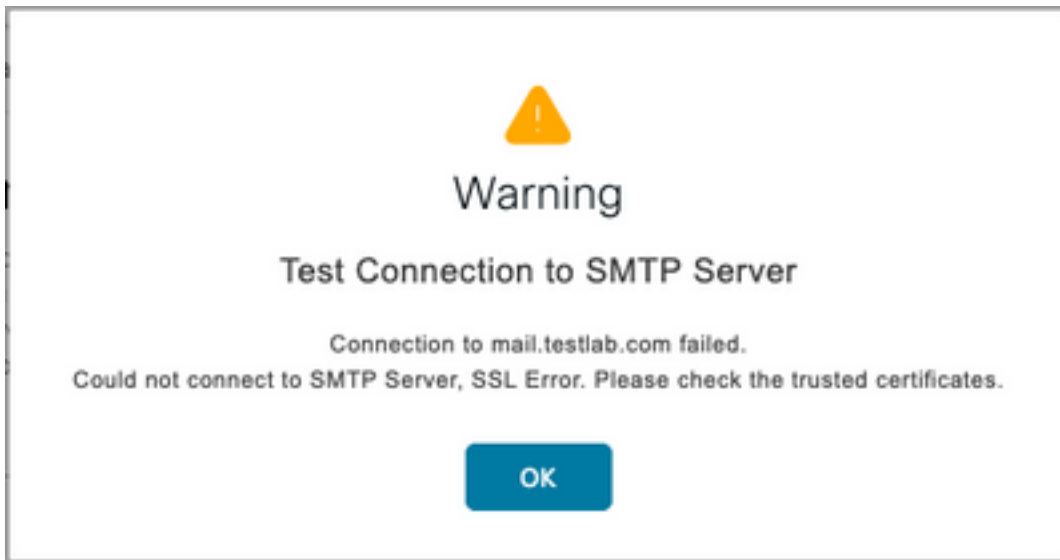 Warning
Test Connection to SMTP Server
Connection to mail.testlab.com failed.
Could not connect to SMTP Server, SSL Error. Please check the trusted certificates.
OK